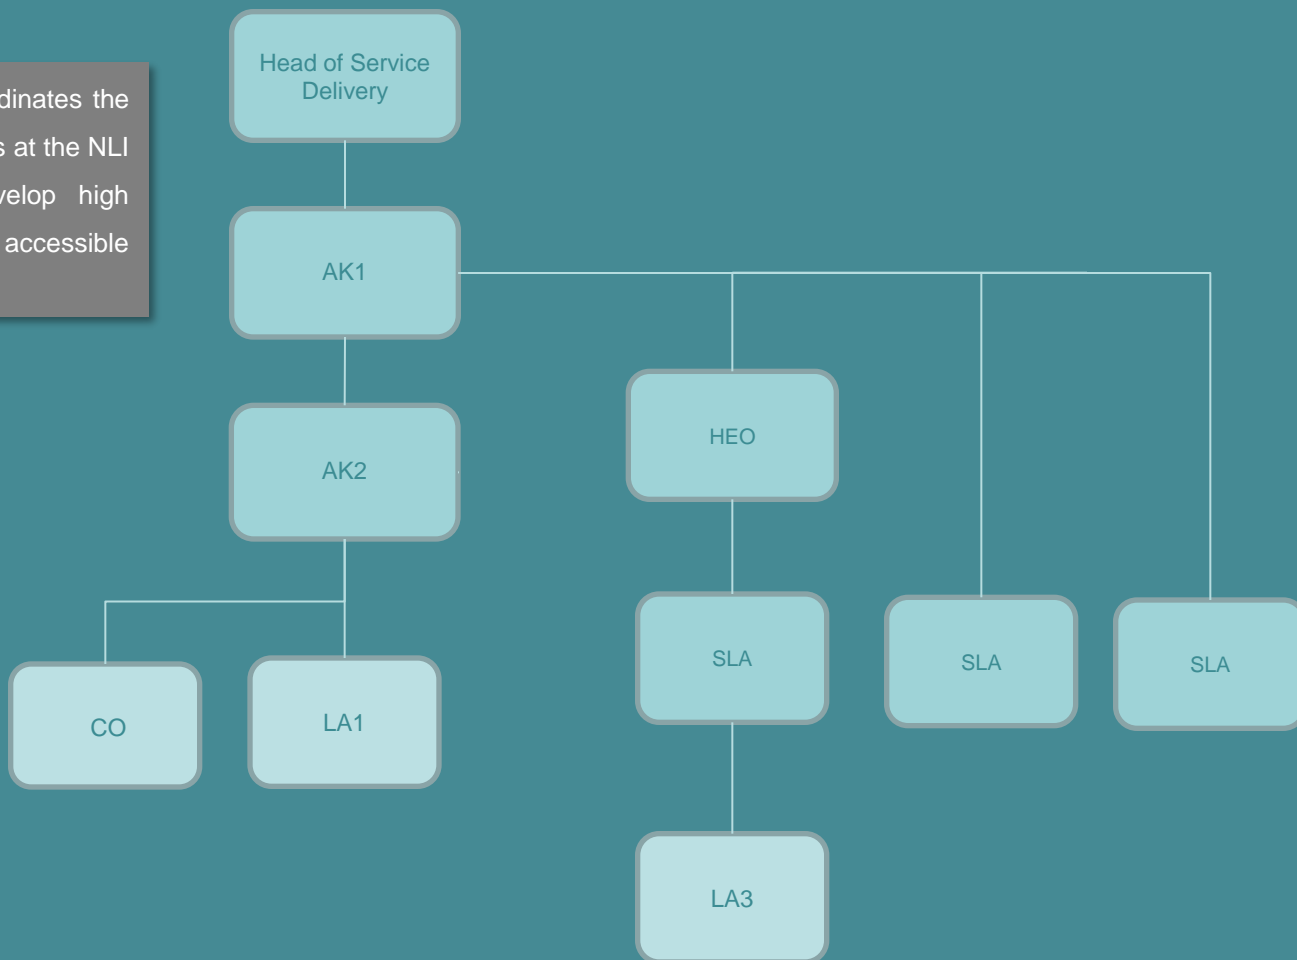 Head of Service
Delivery
dinates the
s at the NLI
velop high
accessible
AK1
HEO
AK2
SLA
SLA
SLA
CO
LA1
LA3